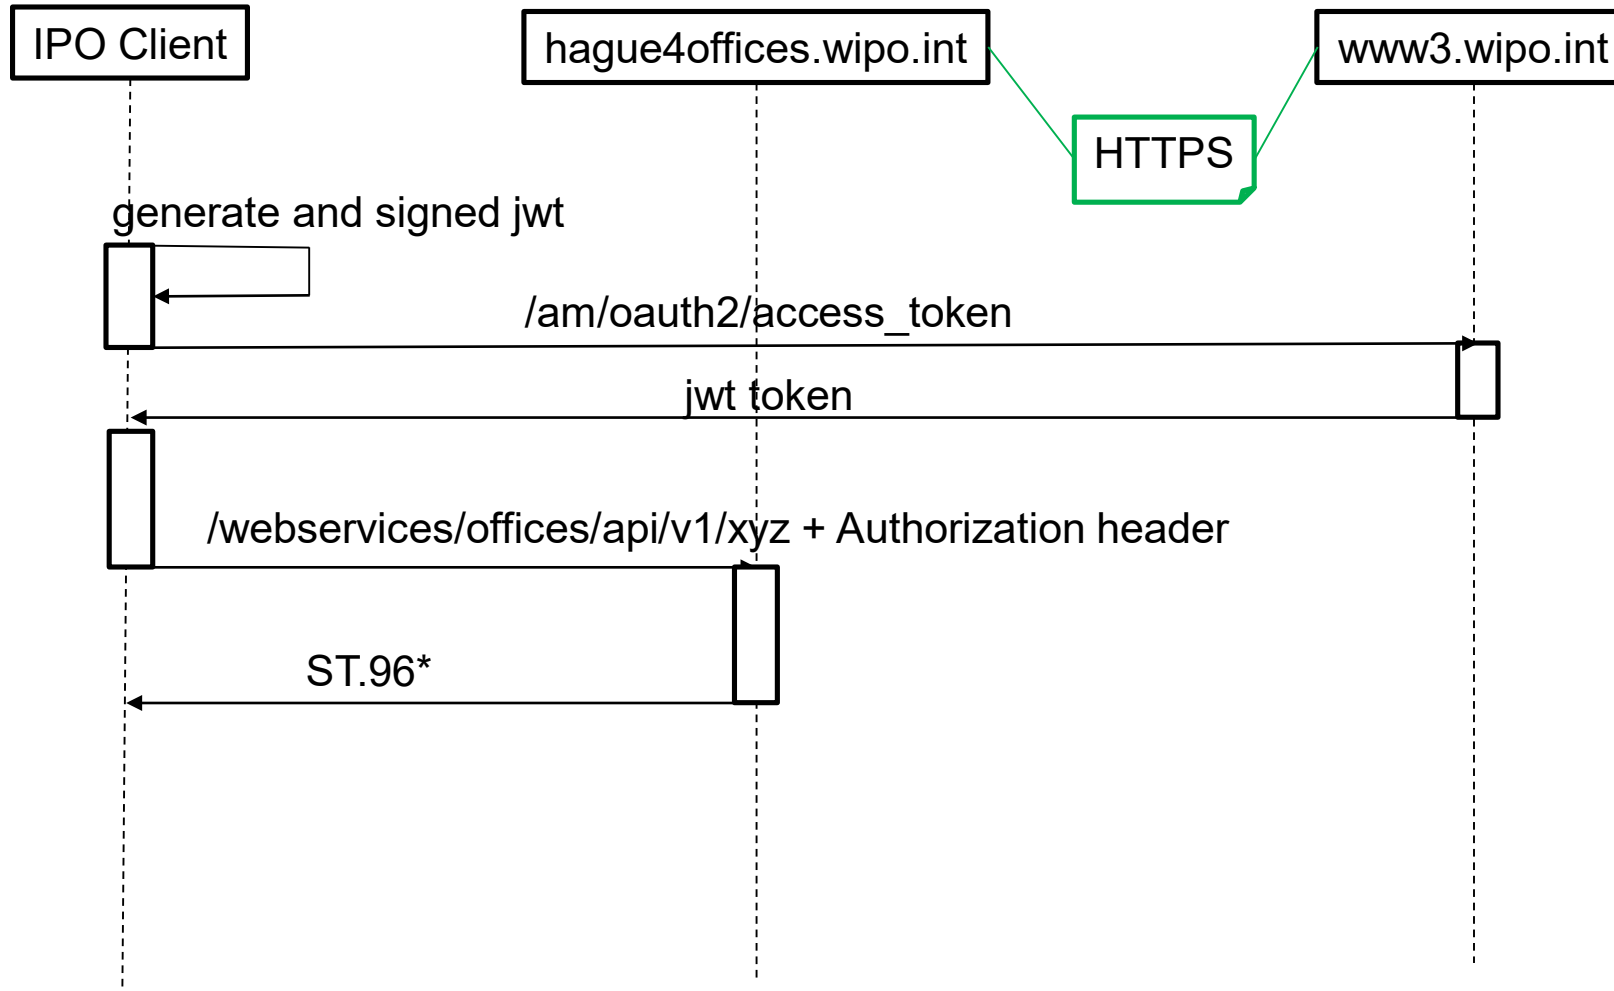 IPO Client
hague4offices.wipo.int
www3.wipo.int
HTTPS
generate and signed jwt
/am/oauth2/access_token
jwt token
/webservices/offices/api/v1/xyz + Authorization header
ST.96*